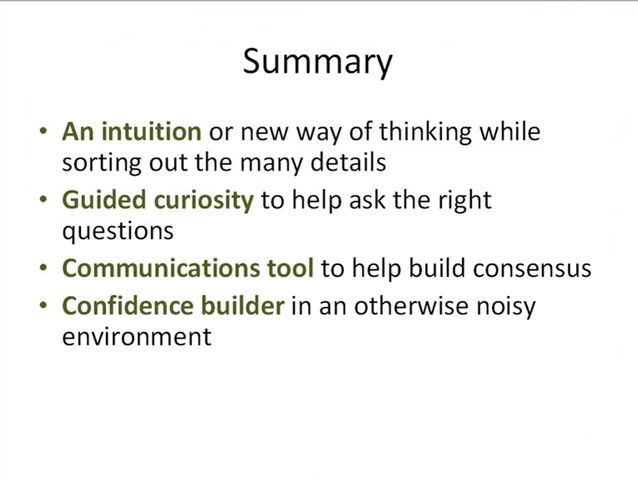 Summary
• An intuition or new way of thinking while
sorting out the many details
• Guided curiosity to help ask the right
questions
• Communications tool to help build consensus
• Confidence builder in an otherwise noisy
environment